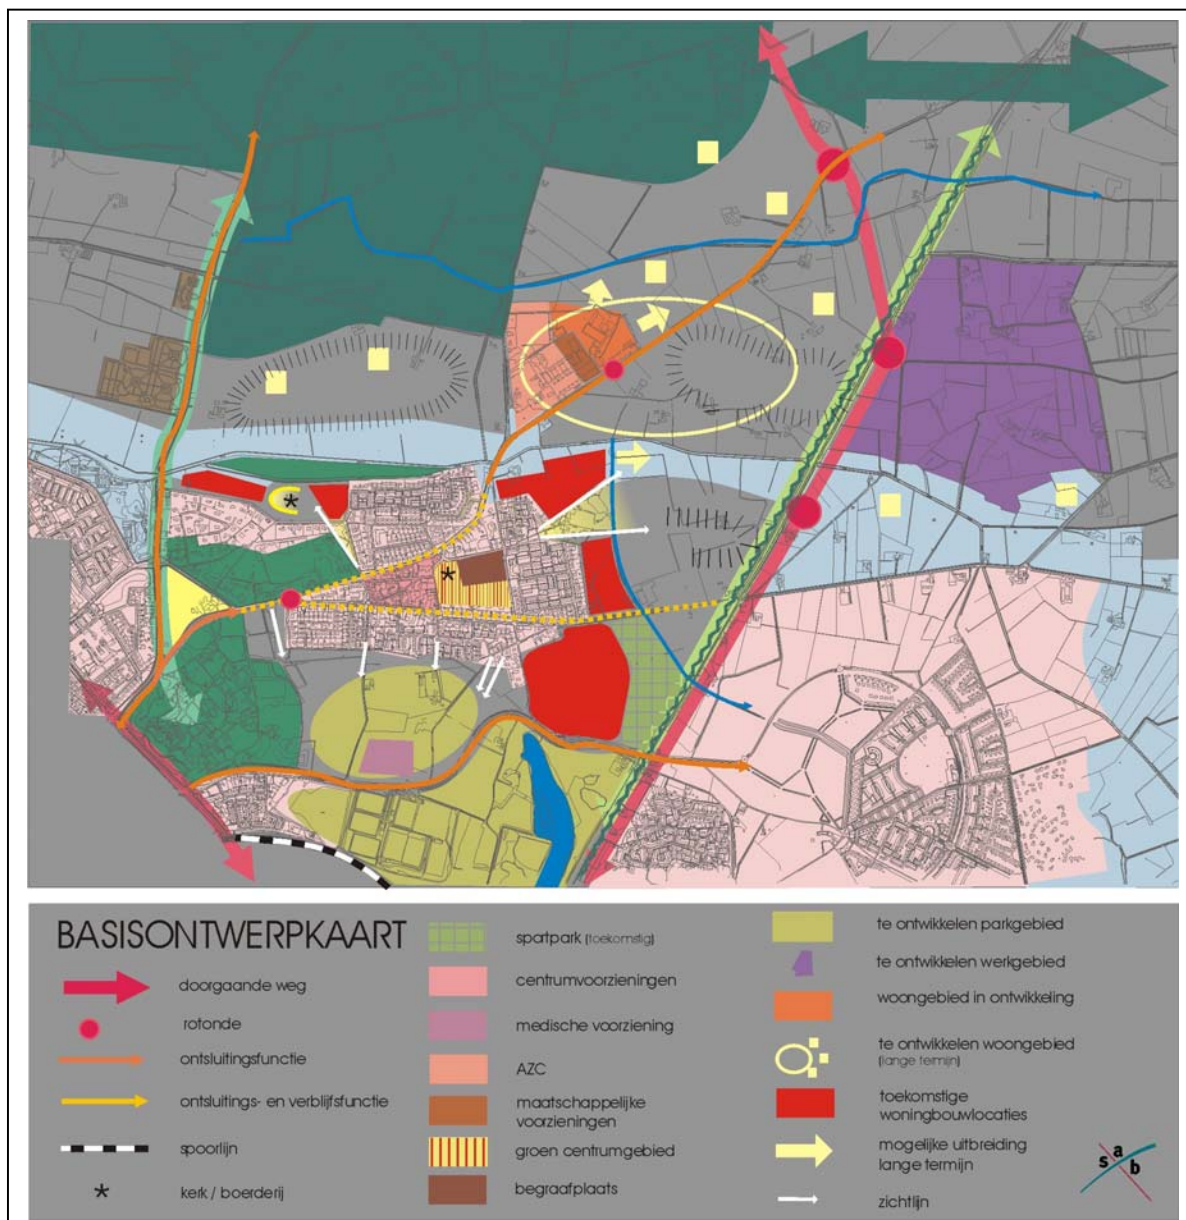 BASISONTWERPKAART
doorgaande weg
rotonde
ontsluitingsfunctie
ontsluitings- en verblijfsfunctie
spoorlijn
kerk / boerderij
sportpark (toekomstig)
centrumvoorzieningen
medische voorziening
AZC
maatschappelijke
voorzieningen
groen centrumgebied
begraafplaats
te ontwikkelen parkgebied
te ontwikkelen werkgebied
woongebied in ontwikkeling
te ontwikkelen woongebied
(lange termijn)
toekomstige
woningbouwlocaties
mogelijke uitbreiding
lange termijn
zichtlijn
s a b